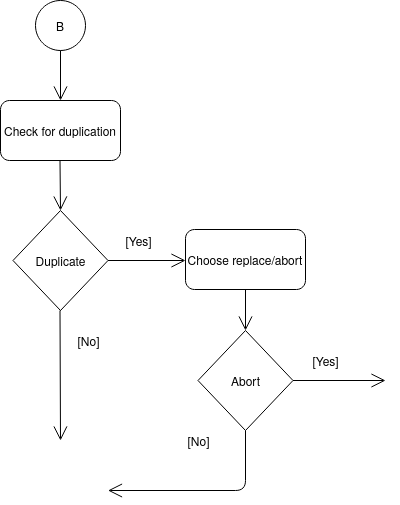 B
Check for duplication
[Yes]
Duplicate
Choose replace/abort
[No]
[Yes]
Abort
[No]